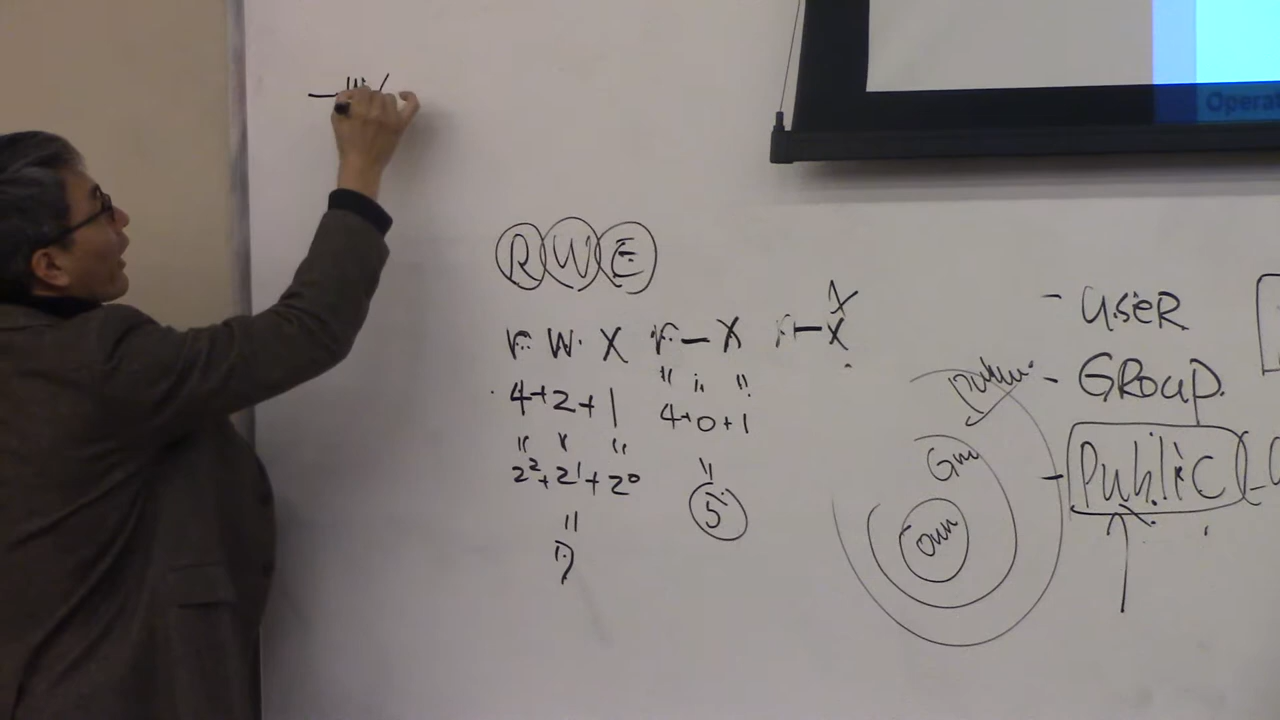 R W E
r W X r — X r — X
X
4+2+1
" " "
2²+2¹+2⁰
"
7
" " "
4+0+1
"
5
Own
- USER
- GROUP
- Public
Operat